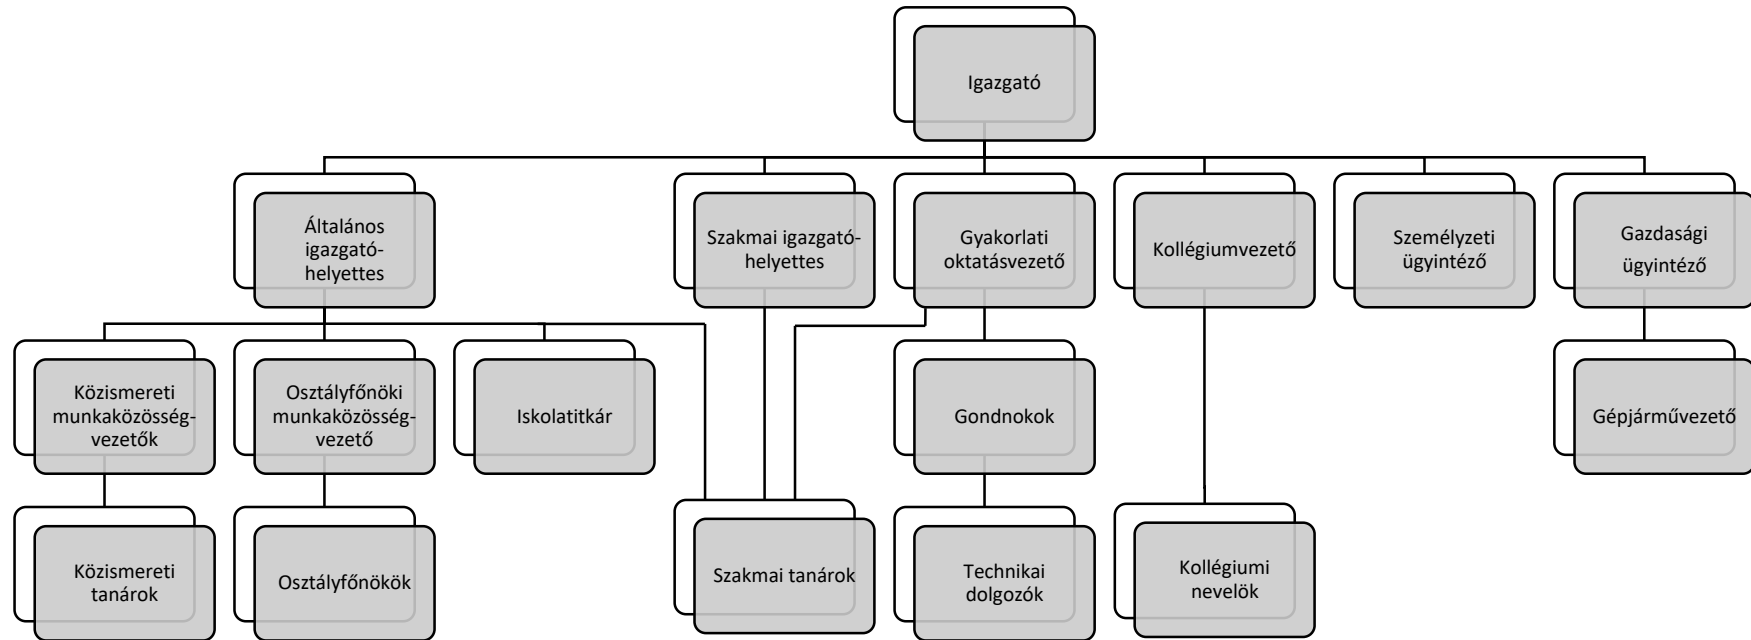 Igazgató
Általános
igazgató-
helyettes
Szakmai igazgató-
helyettes
Gyakorlati
oktatásvezető
Kollégiumvezető
Személyzeti
ügyintéző
Gazdasági
ügyintéző
Közismereti
munkaközösség-
vezetők
Osztályfőnöki
munkaközösség-
vezető
Iskolatitkár
Gondnokok
Gépjárművezető
Közismereti
tanárok
Osztályfőnökök
Szakmai tanárok
Technikai
dolgozók
Kollégiumi
nevelök